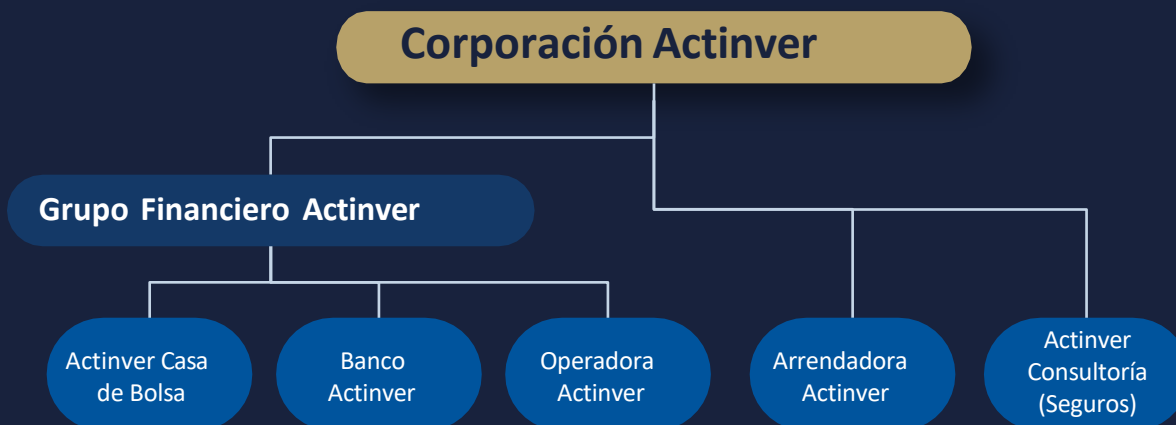 Corporación Actinver
Grupo Financiero Actinver
Actinver Casa
de Bolsa
Banco
Actinver
Operadora
Actinver
Arrendadora
Actinver
Actinver
Consultoría
(Seguros)